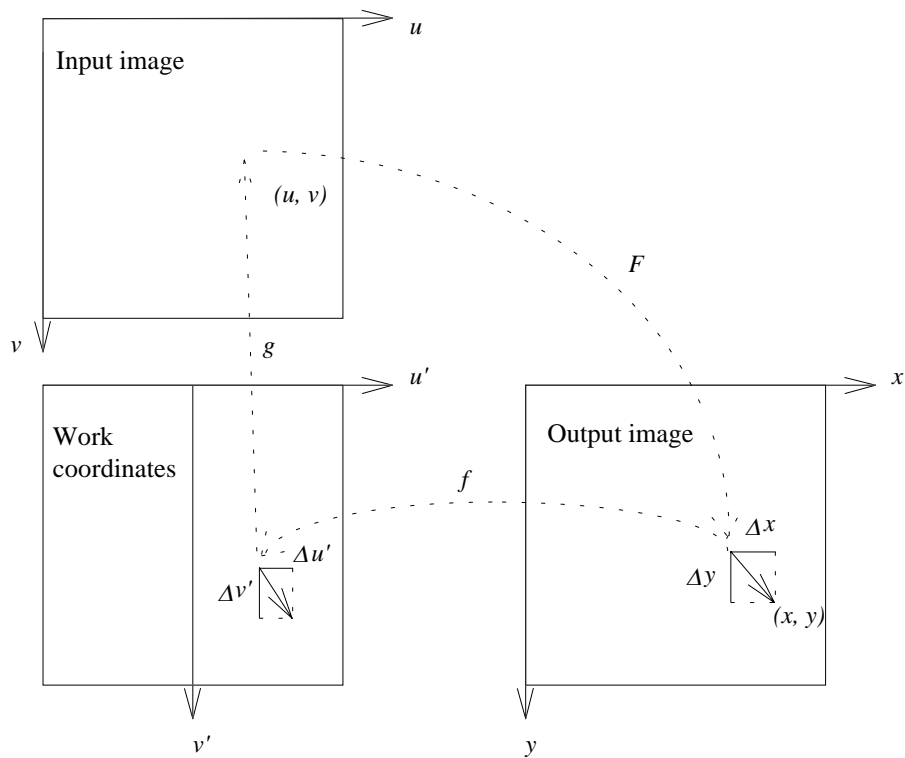 u
Input image
(u, v)
F
v
g
u'
x
Work
coordinates
Output image
f
Δx
Δu'
Δv'
Δy
(x, y)
v'
y